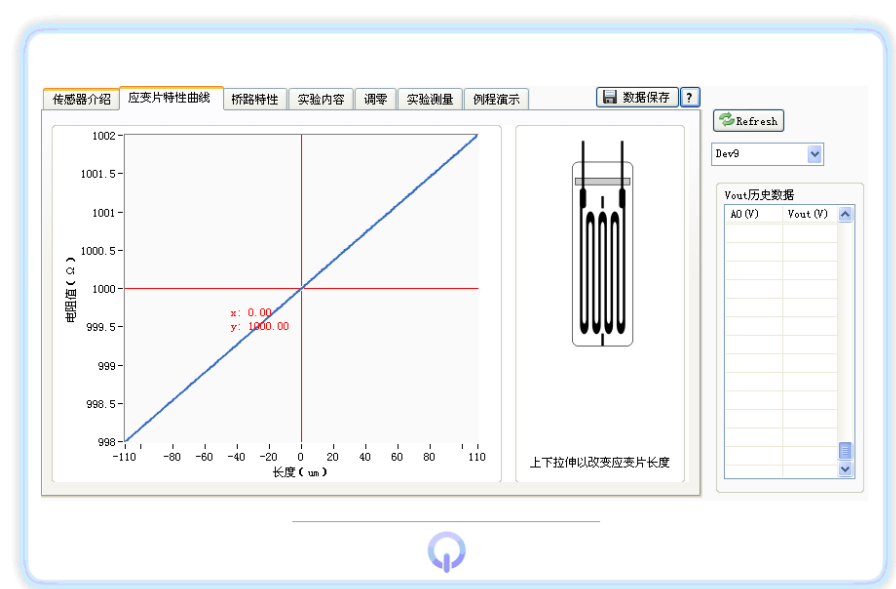 传感器介绍 应变片特性曲线 桥路特性 实验内容 调零 实验测量 例程演示 数据保存 ?
Refresh
Dev9
Vout历史数据
AO(V) Vout(V)
电阻值(Ω)
1002
1001.5
1001
1000.5
1000
999.5
999
998.5
998
x: 0.00
y: 1000.00
-110 -80 -60 -40 -20 0 20 40 60 80 110
长度(um)
上下拉伸以改变应变片长度